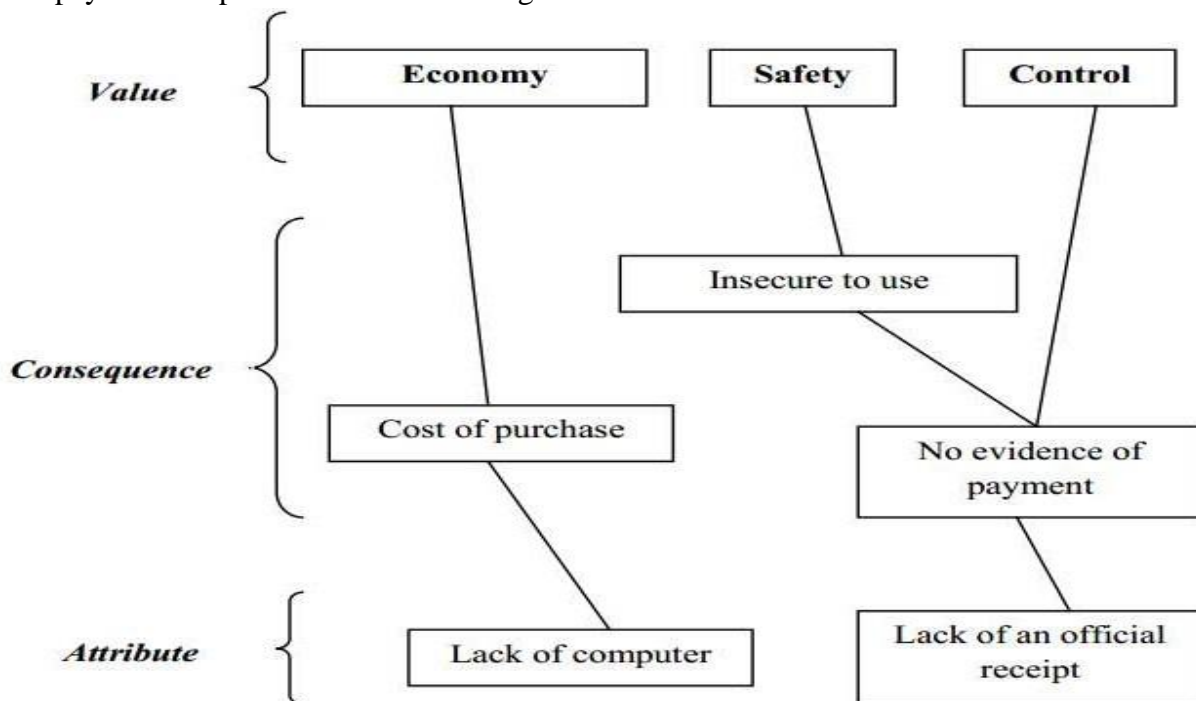 Value
Economy
Safety
Control
Consequence
Insecure to use
Cost of purchase
No evidence of
payment
Attribute
Lack of computer
Lack of an official
receipt